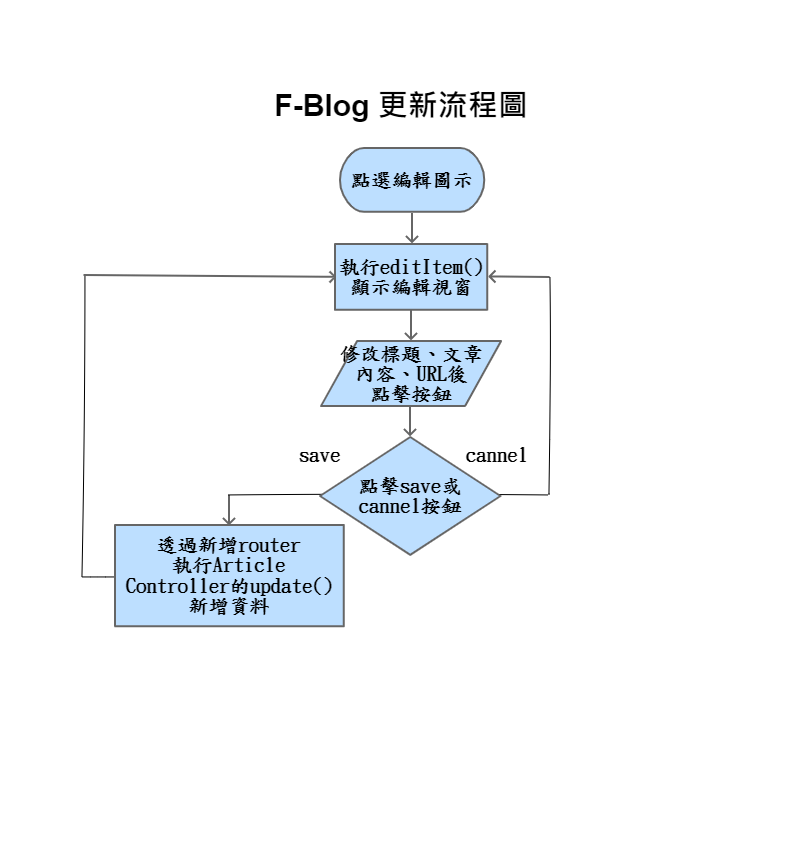 F-Blog 更新流程圖
點選編輯圖示
執行editItem()
顯示編輯視窗
修改標題、文章
內容、URL後
點擊按鈕
save
cannel
點擊save或
cannel按鈕
透過新增router
執行Article
Controller的update()
新增資料